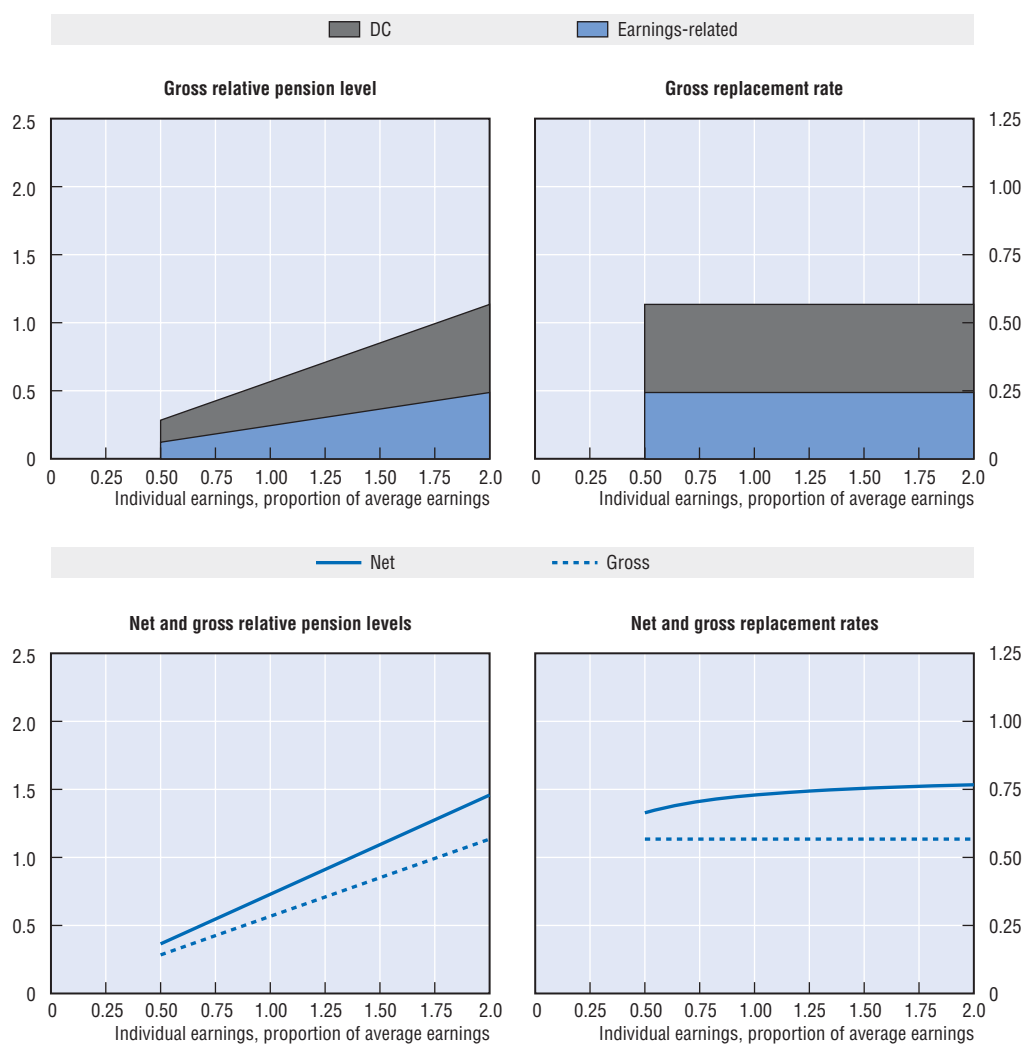 DC Earnings-related
Gross relative pension level
2.5
2.0
1.5
1.0
0.5
0
0 0.25 0.50 0.75 1.00 1.25 1.50 1.75 2.0
Individual earnings, proportion of average earnings
Gross replacement rate
1.25
1.00
0.75
0.50
0.25
0
0 0.25 0.50 0.75 1.00 1.25 1.50 1.75 2.0
Individual earnings, proportion of average earnings
Net Gross
Net and gross relative pension levels
2.5
2.0
1.5
1.0
0.5
0
0 0.25 0.50 0.75 1.00 1.25 1.50 1.75 2.0
Individual earnings, proportion of average earnings
Net and gross replacement rates
1.25
1.00
0.75
0.50
0.25
0
0 0.25 0.50 0.75 1.00 1.25 1.50 1.75 2.0
Individual earnings, proportion of average earnings